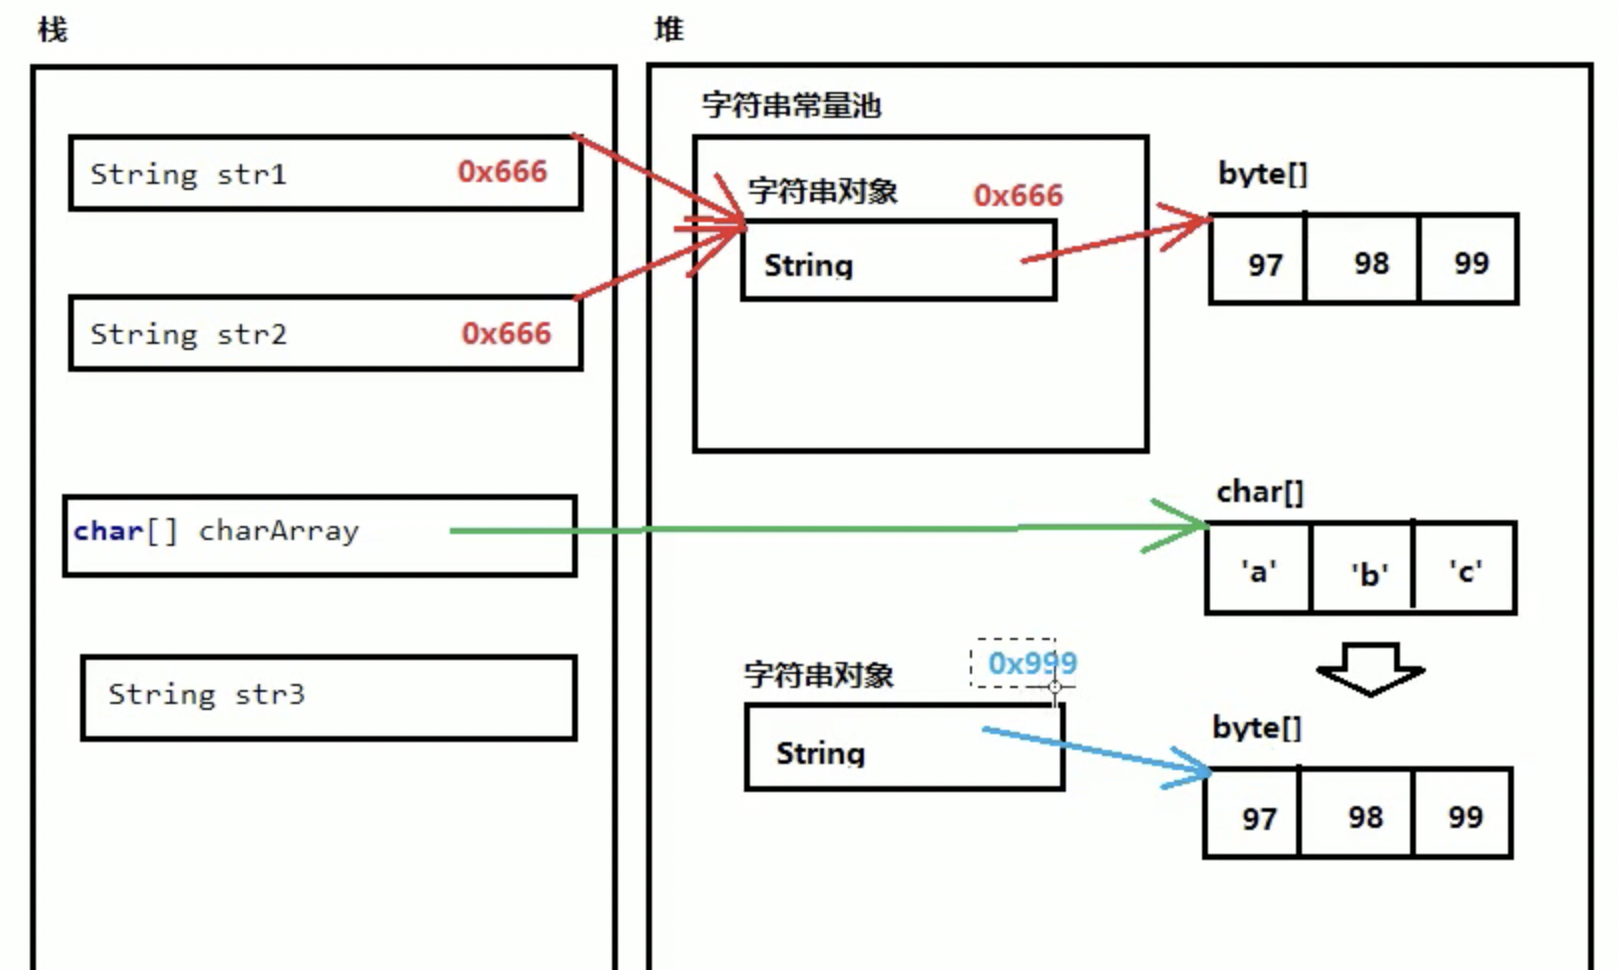 栈
堆
字符串常量池
String str1 0x666
字符串对象 0x666
byte[]
String
97 98 99
String str2 0x666
char[] charArray
char[]
'a' 'b' 'c'
String str3
字符串对象 0x999
String
byte[]
97 98 99